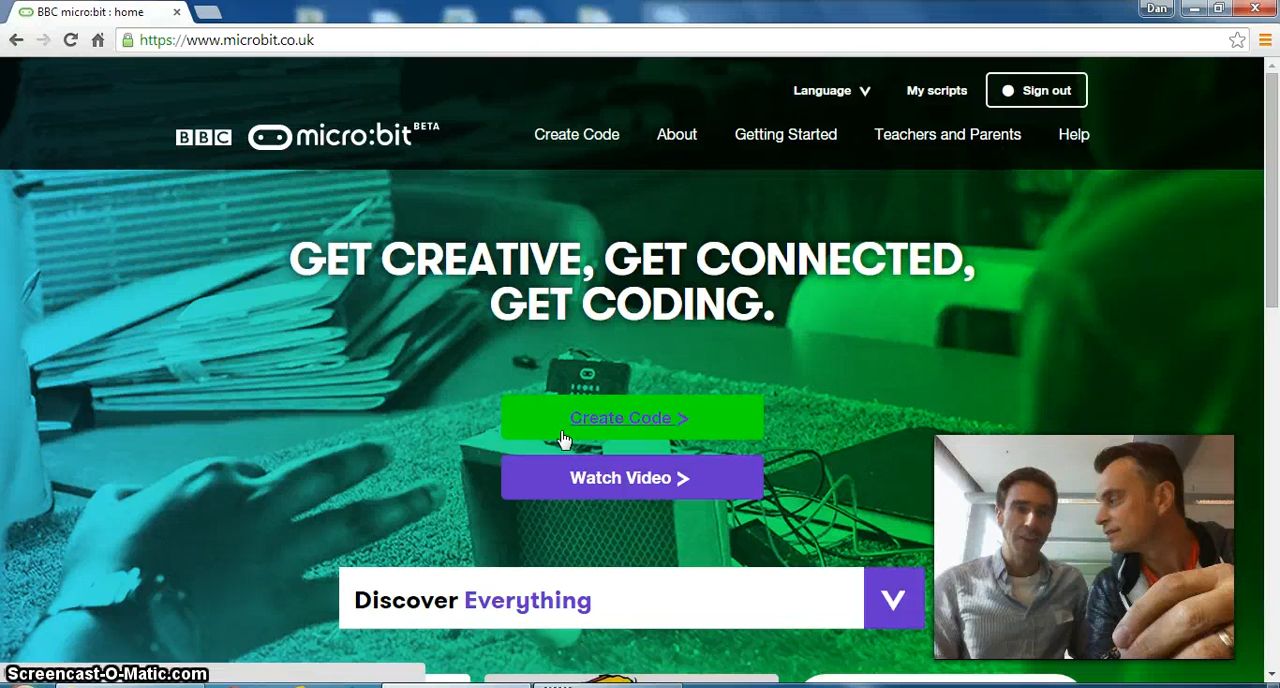 BBC micro:bit : home
Dan
https://www.microbit.co.uk
Language
My scripts
Sign out
BBC micro:bit BETA
Create Code
About
Getting Started
Teachers and Parents
Help
GET CREATIVE, GET CONNECTED,
GET CODING.
Create Code >
Watch Video >
Discover Everything
Screencast-O-Matic.com